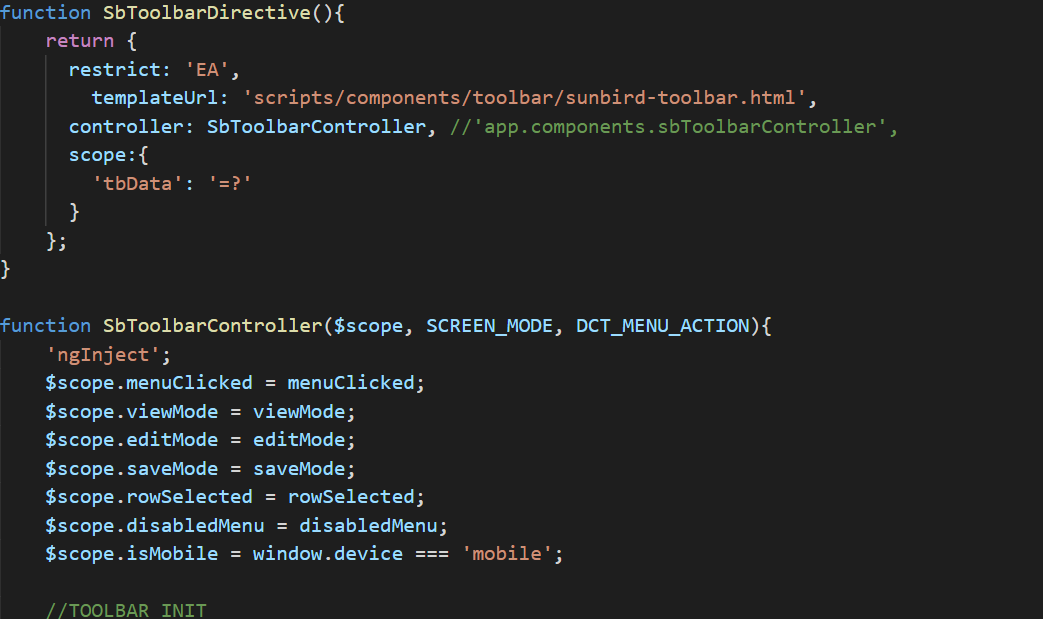 function SbToolbarDirective(){
return {
restrict: 'EA',
templateUrl: 'scripts/components/toolbar/sunbird-toolbar.html',
controller: SbToolbarController, //'app.components.sbToolbarController',
scope:{
'tbData': '=?'
}
};
}
function SbToolbarController($scope, SCREEN_MODE, DCT_MENU_ACTION){
'ngInject';
$scope.menuClicked = menuClicked;
$scope.viewMode = viewMode;
$scope.editMode = editMode;
$scope.saveMode = saveMode;
$scope.rowSelected = rowSelected;
$scope.disabledMenu = disabledMenu;
$scope.isMobile = window.device === 'mobile';
//TOOLBAR INIT